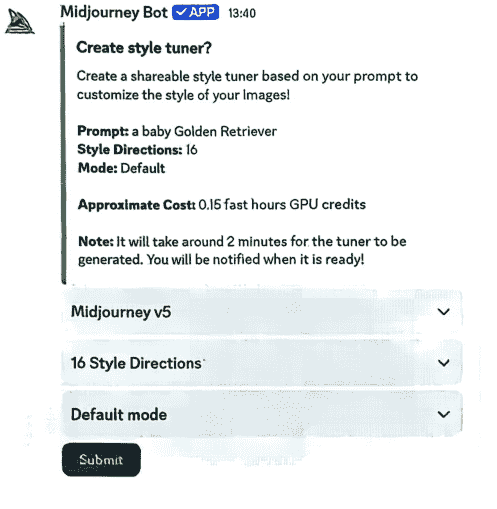 Midjourney Bot ✓ APP 13:40
Create style tuner?
Create a shareable style tuner based on your prompt to
customize the style of your Images!
Prompt: a baby Golden Retriever
Style Directions: 16
Mode: Default
Approximate Cost: 0.15 fast hours GPU credits
Note: It will take around 2 minutes for the tuner to be
generated. You will be notified when it is ready!
Midjourney v5
16 Style Directions
Default mode
Submit